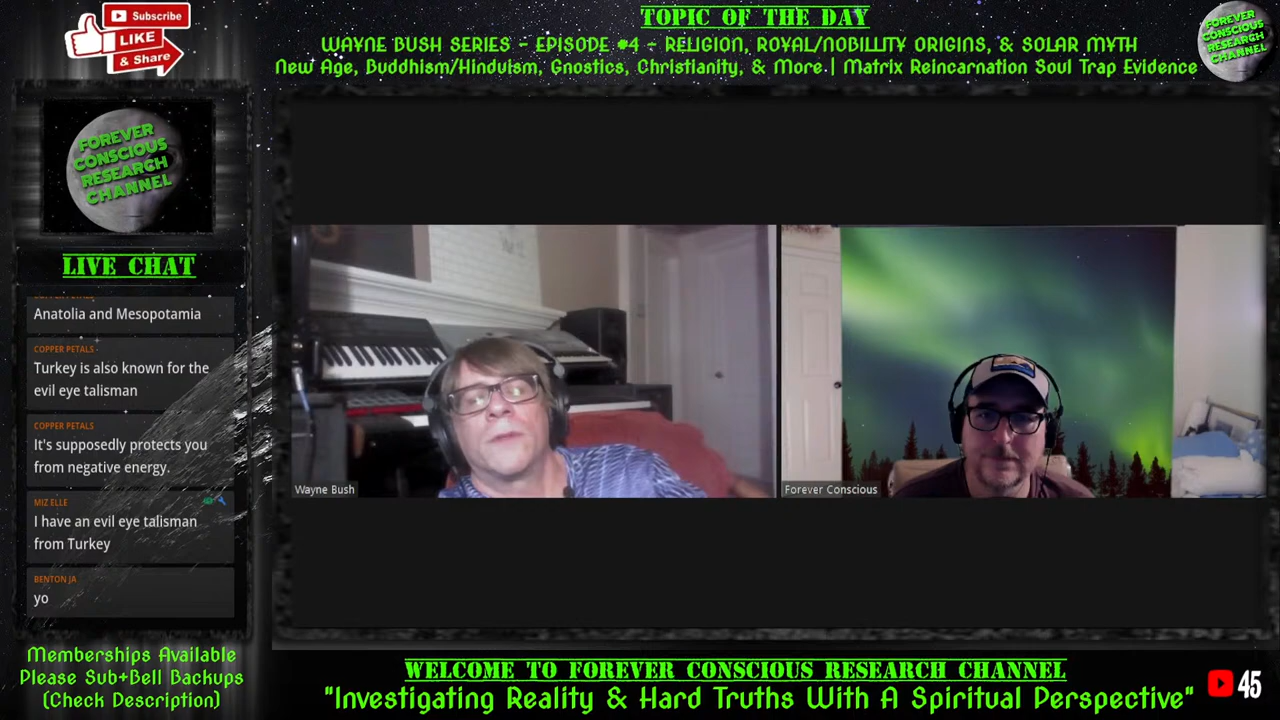 Subscribe
LIKE
& Share
TOPIC OF THE DAY
WAYNE BUSH SERIES - EPISODE #4 - RELIGION, ROYAL/NOBILLITY ORIGINS, & SOLAR MYTH
New Age, Buddhism/Hinduism, Gnostics, Christianity, & More | Matrix Reincarnation Soul Trap Evidence
FOREVER
CONSCIOUS
RESEARCH
CHANNEL
FOREVER
CONSCIOUS
RESEARCH
CHANNEL
LIVE CHAT
Anatolia and Mesopotamia
COPPER PETALS
Turkey is also known for the
evil eye talisman
COPPER PETALS
It's supposedly protects you
from negative energy.
MIZ ELLE
I have an evil eye talisman
from Turkey
BENTON JA
yo
Wayne Bush
Forever Conscious
Memberships Available
Please Sub+Bell Backups
(Check Description)
WELCOME TO FOREVER CONSCIOUS RESEARCH CHANNEL
"Investigating Reality & Hard Truths With A Spiritual Perspective"
45